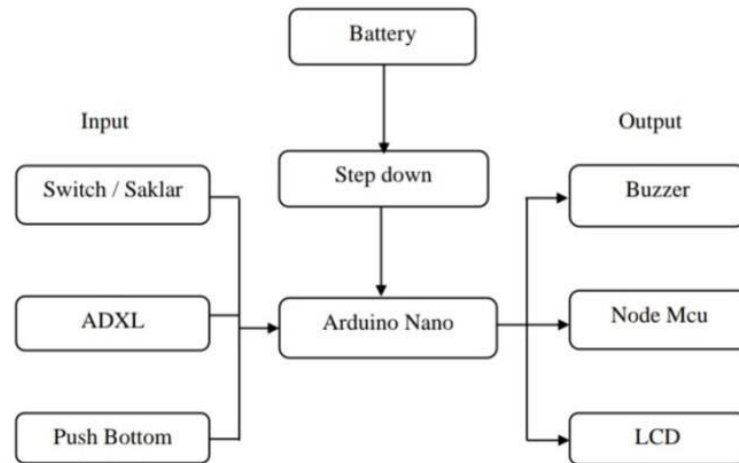 Battery
Input
Output
Step down
Switch / Saklar
Buzzer
ADXL
Arduino Nano
Node Mcu
Push Bottom
LCD